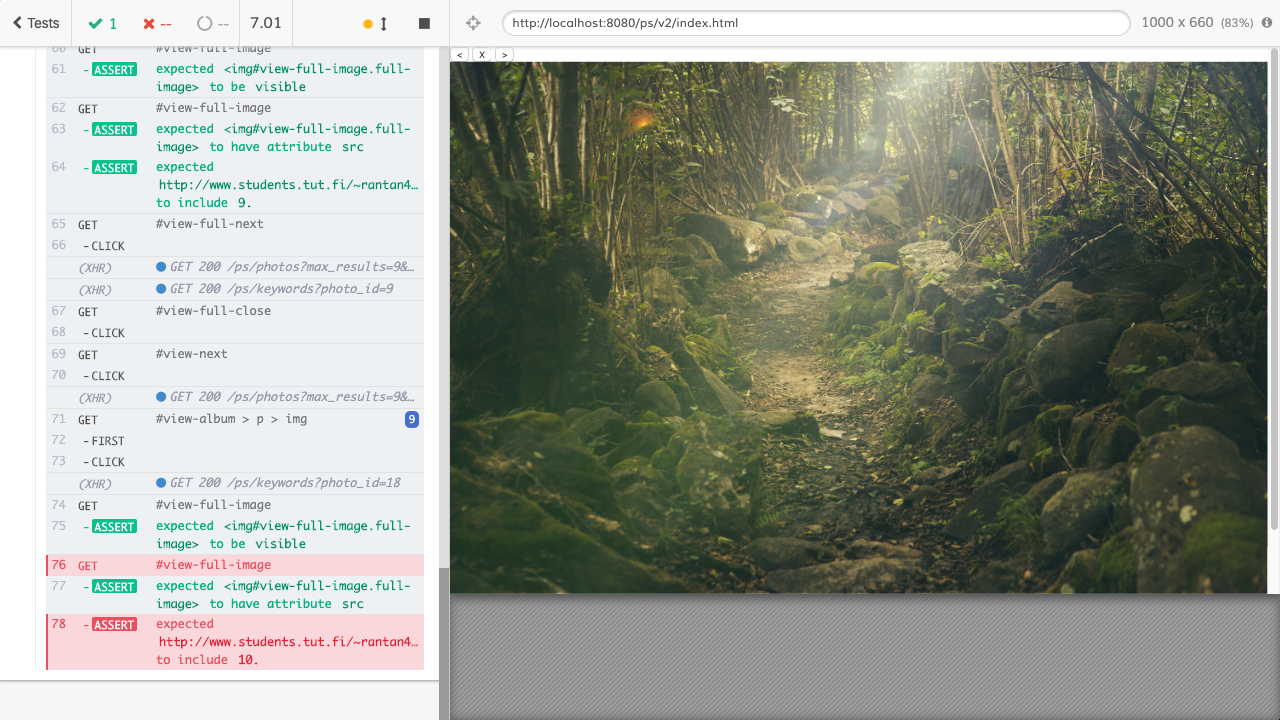 Tests
1
--
--
7.01
http://localhost:8080/ps/v2/index.html
1000 x 660 (83%)
60 GET #view-full-image
61 -ASSERT expected <img#view-full-image.full-
image> to be visible
62 GET #view-full-image
63 -ASSERT expected <img#view-full-image.full-
image> to have attribute src
64 -ASSERT expected
http://www.students.tut.fi/~rantan4…
to include 9.
65 GET #view-full-next
66 -CLICK
(XHR) GET 200 /ps/photos?max_results=9&…
(XHR) GET 200 /ps/keywords?photo_id=9
67 GET #view-full-close
68 -CLICK
69 GET #view-next
70 -CLICK
(XHR) GET 200 /ps/photos?max_results=9&…
71 GET #view-album > p > img 9
72 -FIRST
73 -CLICK
(XHR) GET 200 /ps/keywords?photo_id=18
74 GET #view-full-image
75 -ASSERT expected <img#view-full-image.full-
image> to be visible
76 GET #view-full-image
77 -ASSERT expected <img#view-full-image.full-
image> to have attribute src
78 -ASSERT expected
http://www.students.tut.fi/~rantan4…
to include 10.
< X >